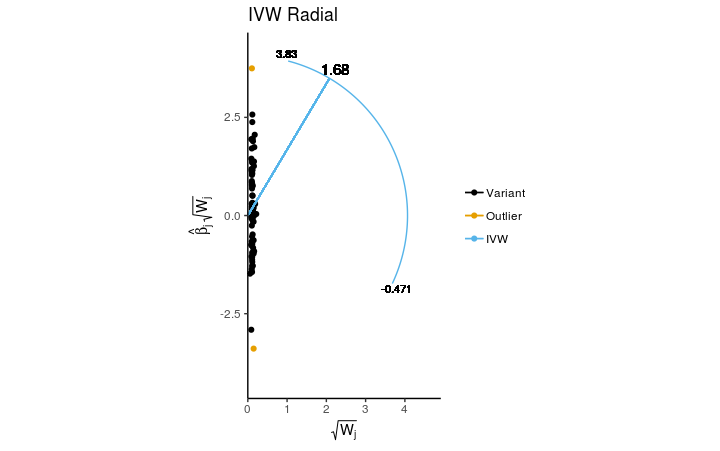 IVW Radial
3.83
1.68
2.5
0.0
-2.5
-0.471
β̂j√Wj
Variant
Outlier
IVW
0 1 2 3 4
√Wj